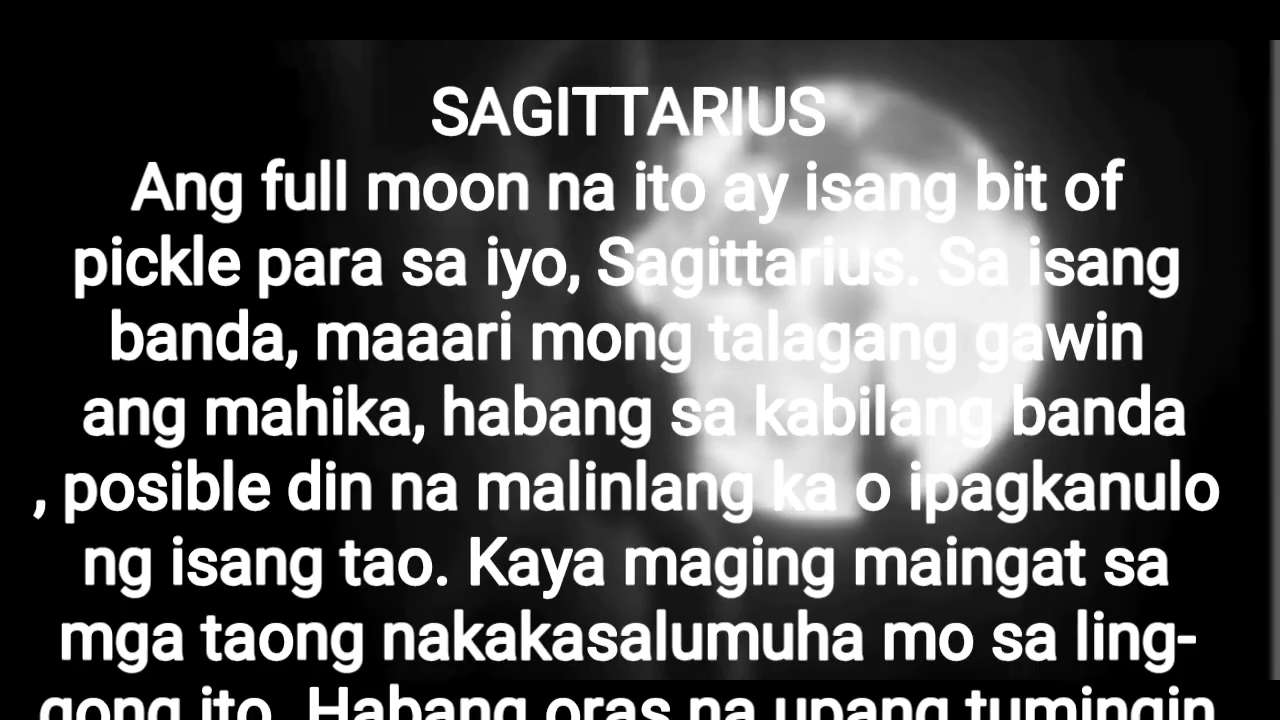 SAGITTARIUS
Ang full moon na ito ay isang bit of
pickle para sa iyo, Sagittarius. Sa isang
banda, maaari mong talagang gawin
ang mahika, habang sa kabilang banda
, posible din na malinlang ka o ipagkanulo
ng isang tao. Kaya maging maingat sa
mga taong nakakasalumuha mo sa ling-
gong ito. Habang oras na upang tumingin